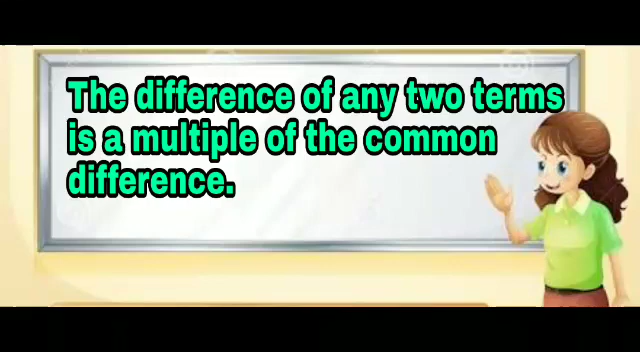 The difference of any two terms
is a multiple of the common
difference.